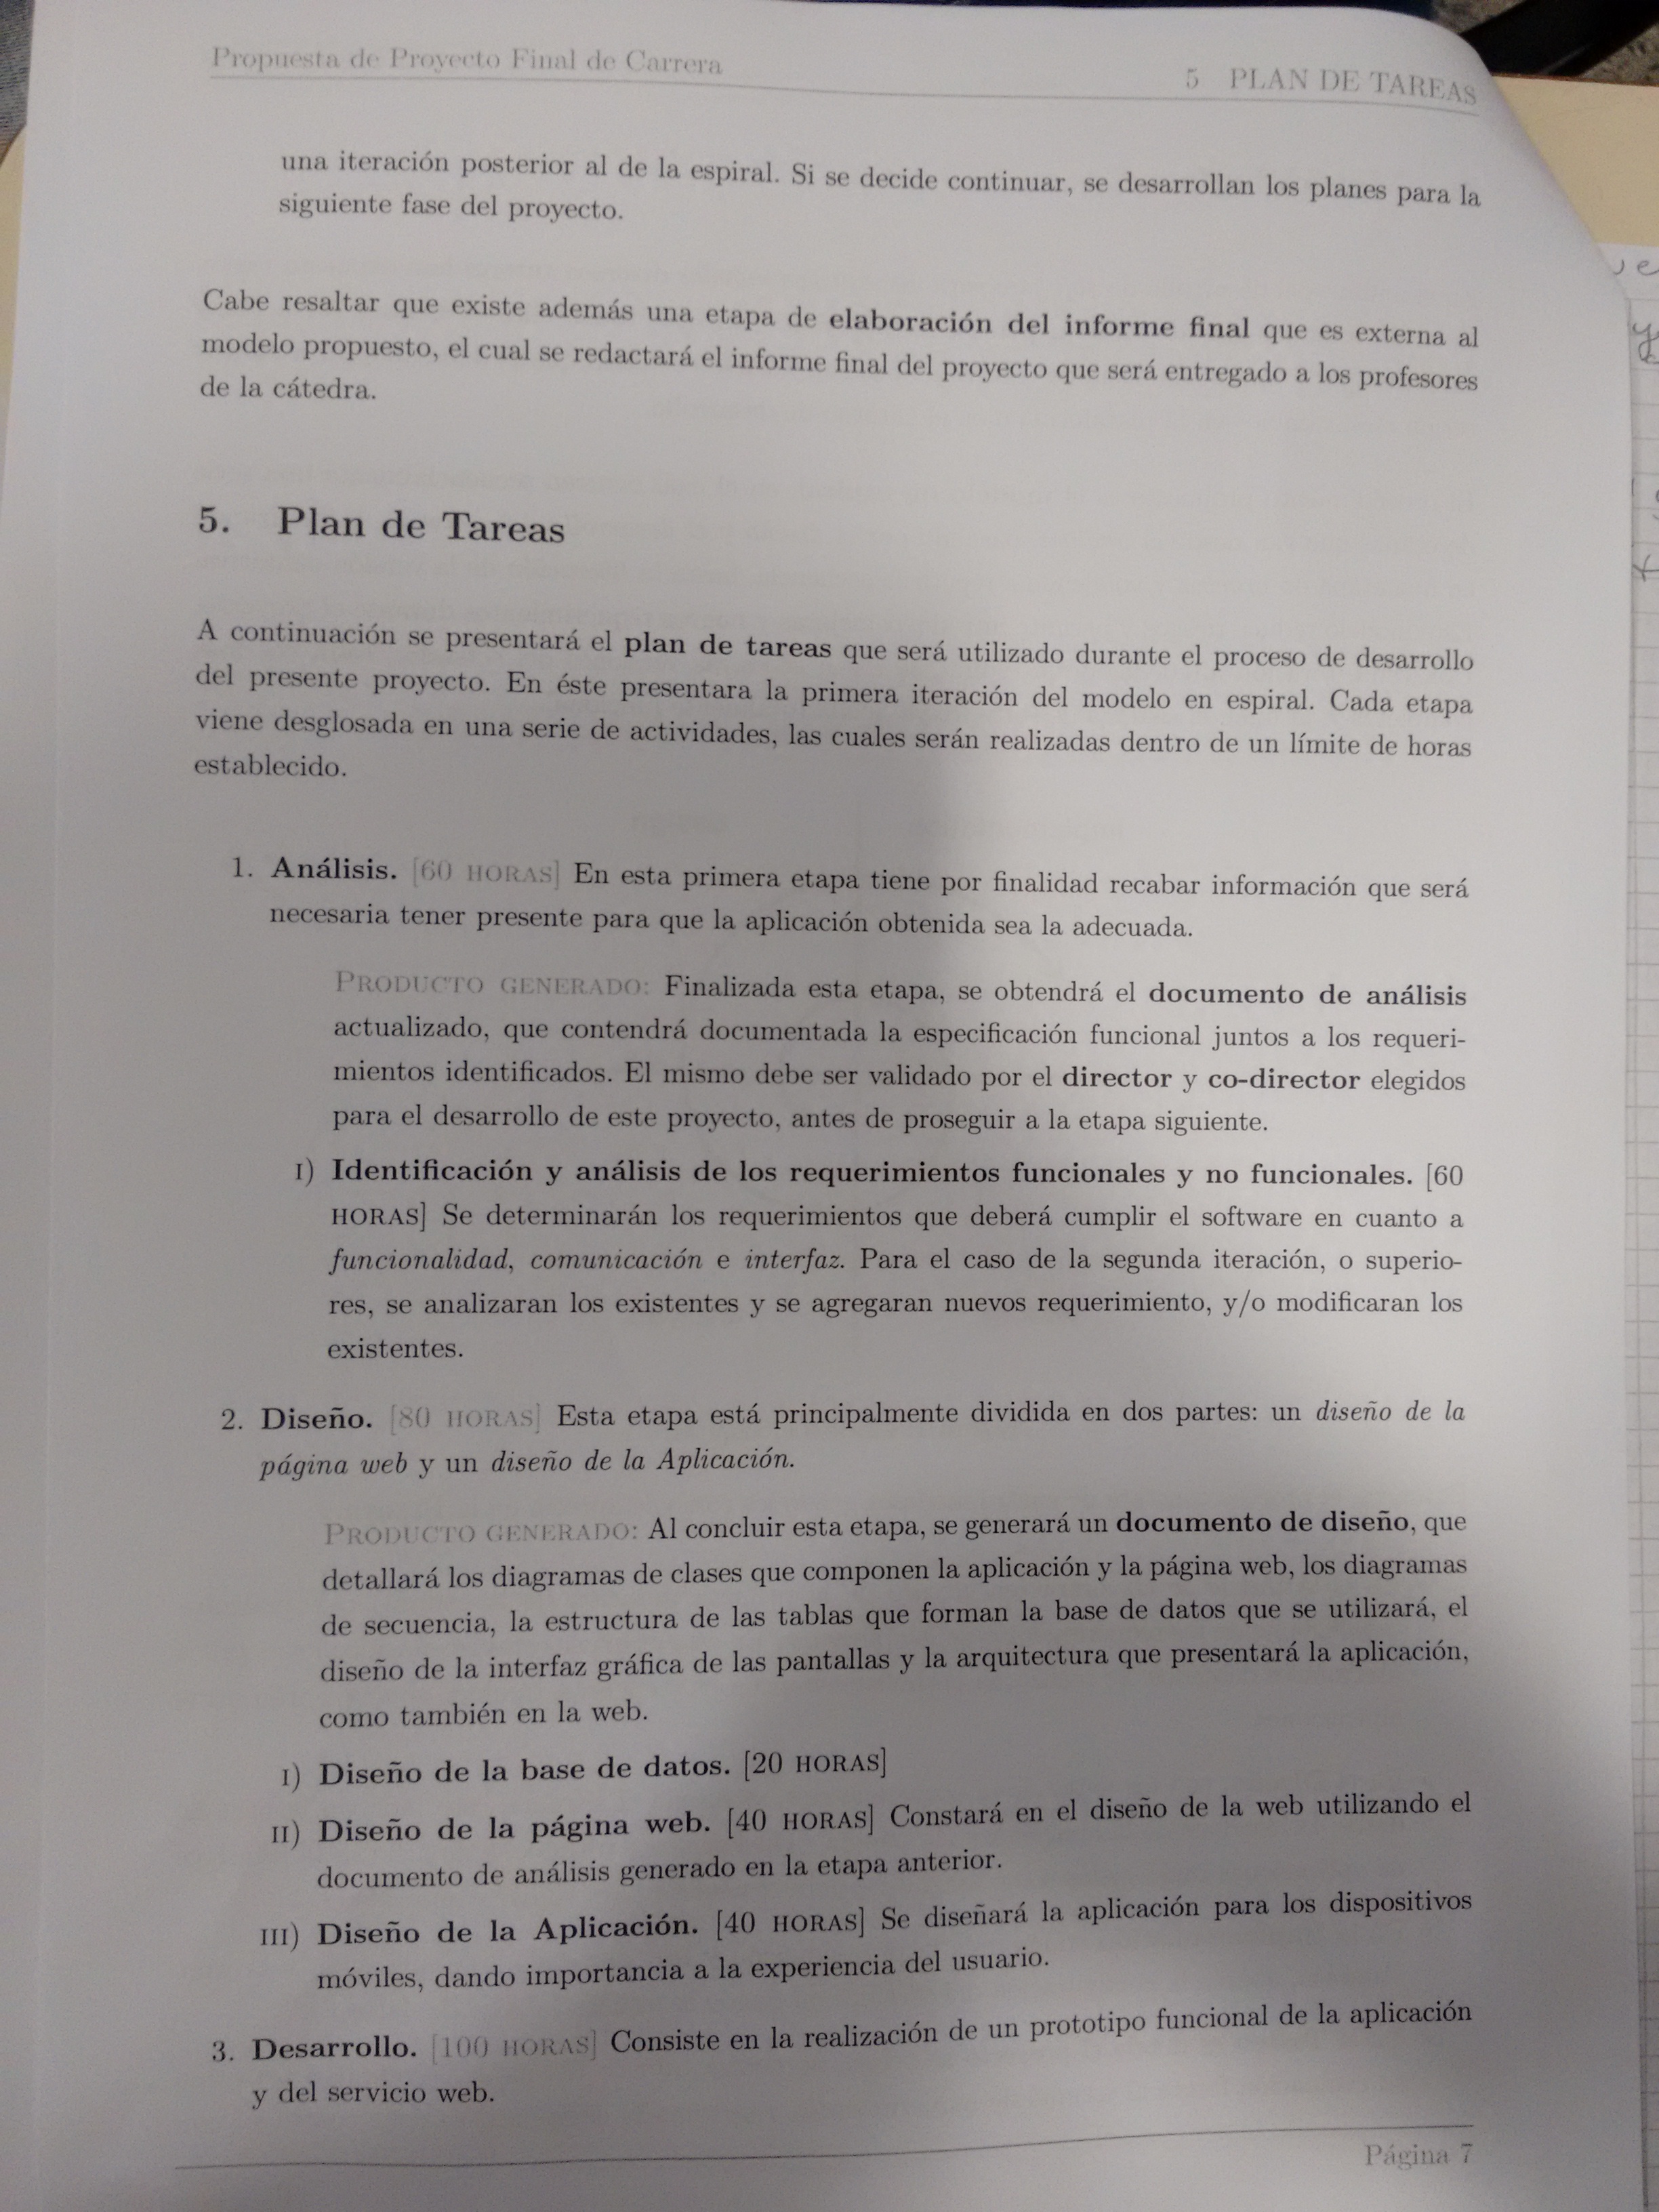 Propuesta de Proyecto Final de Carrera
5 PLAN DE TAREAS
una iteración posterior al de la espiral. Si se decide continuar, se desarrollan los planes para la
siguiente fase del proyecto.
Cabe resaltar que existe además una etapa de elaboración del informe final que es externa al
modelo propuesto, el cual se redactará el informe final del proyecto que será entregado a los profesores
de la cátedra.
5. Plan de Tareas
A continuación se presentará el plan de tareas que será utilizado durante el proceso de desarrollo
del presente proyecto. En éste presentara la primera iteración del modelo en espiral. Cada etapa
viene desglosada en una serie de actividades, las cuales serán realizadas dentro de un límite de horas
establecido.
1. Análisis. [60 HORAS] En esta primera etapa tiene por finalidad recabar información que será
necesaria tener presente para que la aplicación obtenida sea la adecuada.
PRODUCTO GENERADO: Finalizada esta etapa, se obtendrá el documento de análisis
actualizado, que contendrá documentada la especificación funcional juntos a los requeri-
mientos identificados. El mismo debe ser validado por el director y co-director elegidos
para el desarrollo de este proyecto, antes de proseguir a la etapa siguiente.
I) Identificación y análisis de los requerimientos funcionales y no funcionales. [60
HORAS] Se determinarán los requerimientos que deberá cumplir el software en cuanto a
funcionalidad, comunicación e interfaz. Para el caso de la segunda iteración, o superio-
res, se analizaran los existentes y se agregaran nuevos requerimiento, y/o modificaran los
existentes.
2. Diseño. [80 HORAS] Esta etapa está principalmente dividida en dos partes: un diseño de la
página web y un diseño de la Aplicación.
PRODUCTO GENERADO: Al concluir esta etapa, se generará un documento de diseño, que
detallará los diagramas de clases que componen la aplicación y la página web, los diagramas
de secuencia, la estructura de las tablas que forman la base de datos que se utilizará, el
diseño de la interfaz gráfica de las pantallas y la arquitectura que presentará la aplicación,
como también en la web.
I) Diseño de la base de datos. [20 HORAS]
II) Diseño de la página web. [40 HORAS] Constará en el diseño de la web utilizando el
documento de análisis generado en la etapa anterior.
III) Diseño de la Aplicación. [40 HORAS] Se diseñará la aplicación para los dispositivos
móviles, dando importancia a la experiencia del usuario.
3. Desarrollo. [100 HORAS] Consiste en la realización de un prototipo funcional de la aplicación
y del servicio web.
Página 7